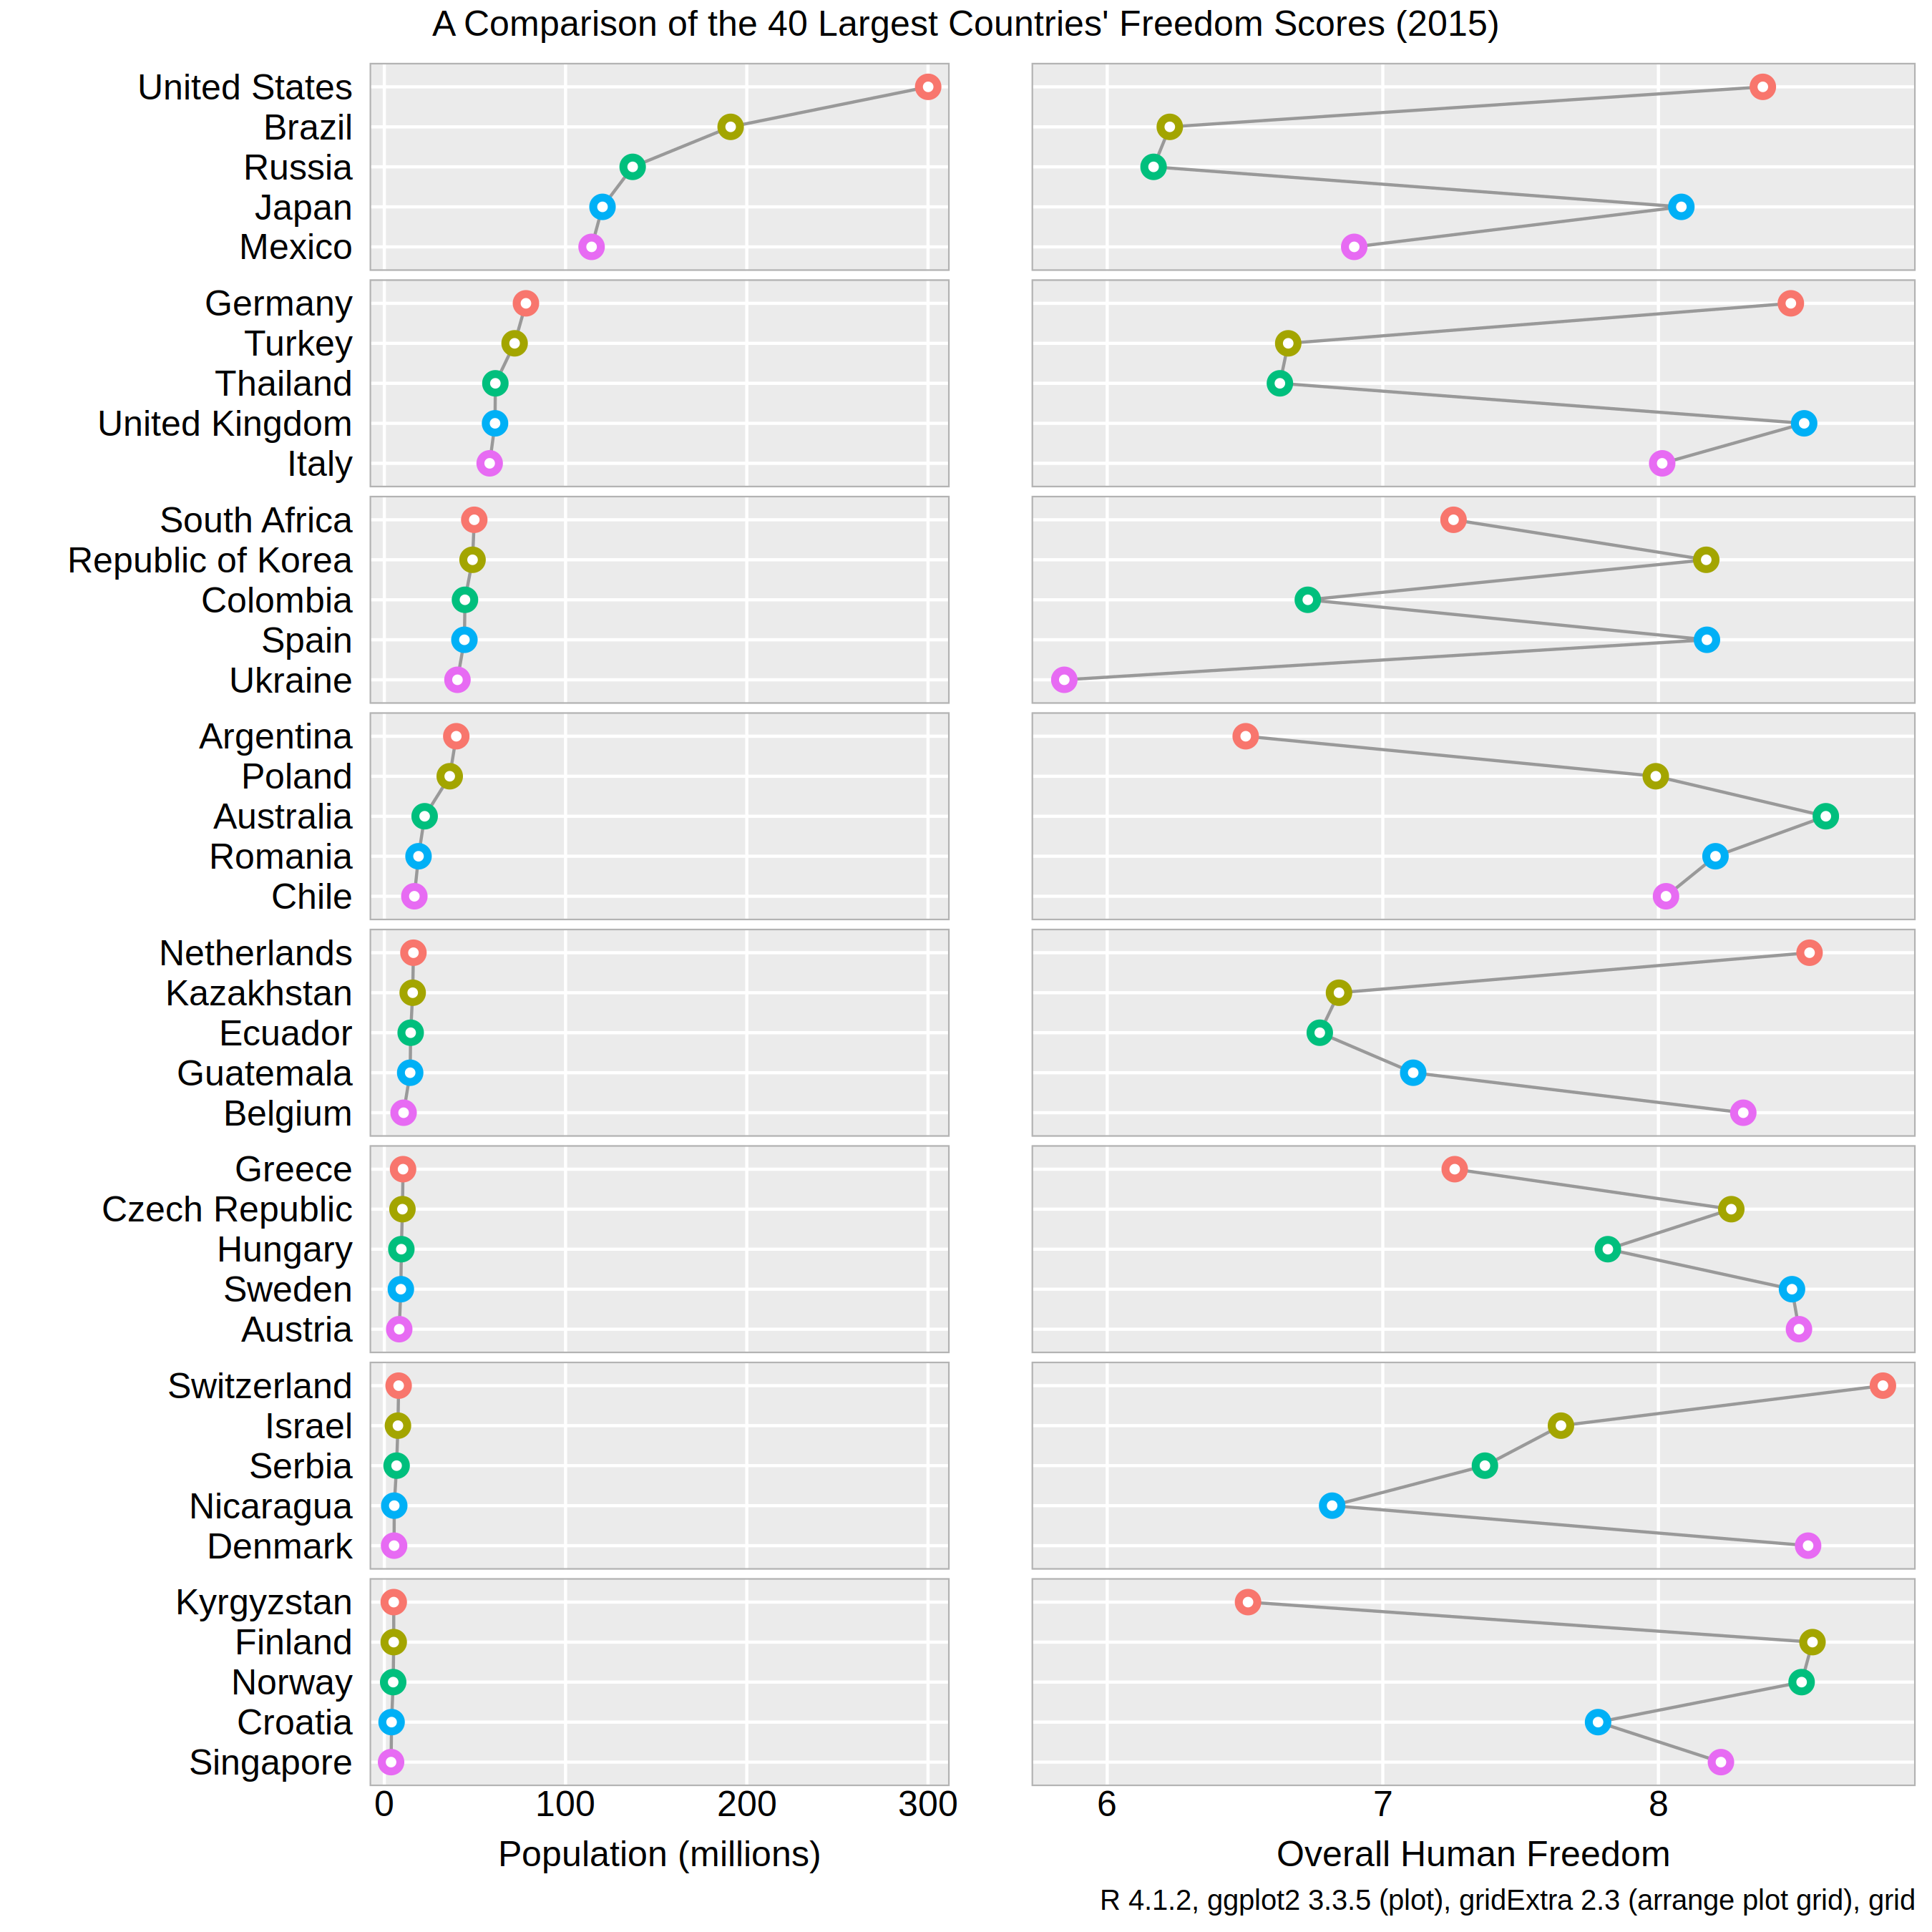 A Comparison of the 40 Largest Countries' Freedom Scores (2015)
United States
Brazil
Russia
Japan
Mexico
Germany
Turkey
Thailand
United Kingdom
Italy
South Africa
Republic of Korea
Colombia
Spain
Ukraine
Argentina
Poland
Australia
Romania
Chile
Netherlands
Kazakhstan
Ecuador
Guatemala
Belgium
Greece
Czech Republic
Hungary
Sweden
Austria
Switzerland
Israel
Serbia
Nicaragua
Denmark
Kyrgyzstan
Finland
Norway
Croatia
Singapore
0 100 200 300
Population (millions)
6 7 8
Overall Human Freedom
R 4.1.2, ggplot2 3.3.5 (plot), gridExtra 2.3 (arrange plot grid), grid